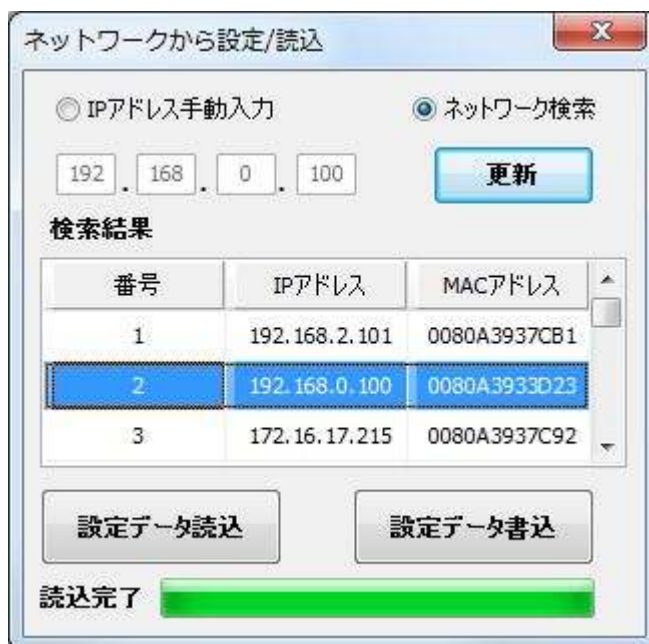 ネットワークから設定/読込
IPアドレス手動入力 ネットワーク検索
192 . 168 . 0 . 100 更新
検索結果
番号 IPアドレス MACアドレス
1 192.168.2.101 0080A3937CB1
2 192.168.0.100 0080A3933D23
3 172.16.17.215 0080A3937C92
設定データ読込 設定データ書込
読込完了